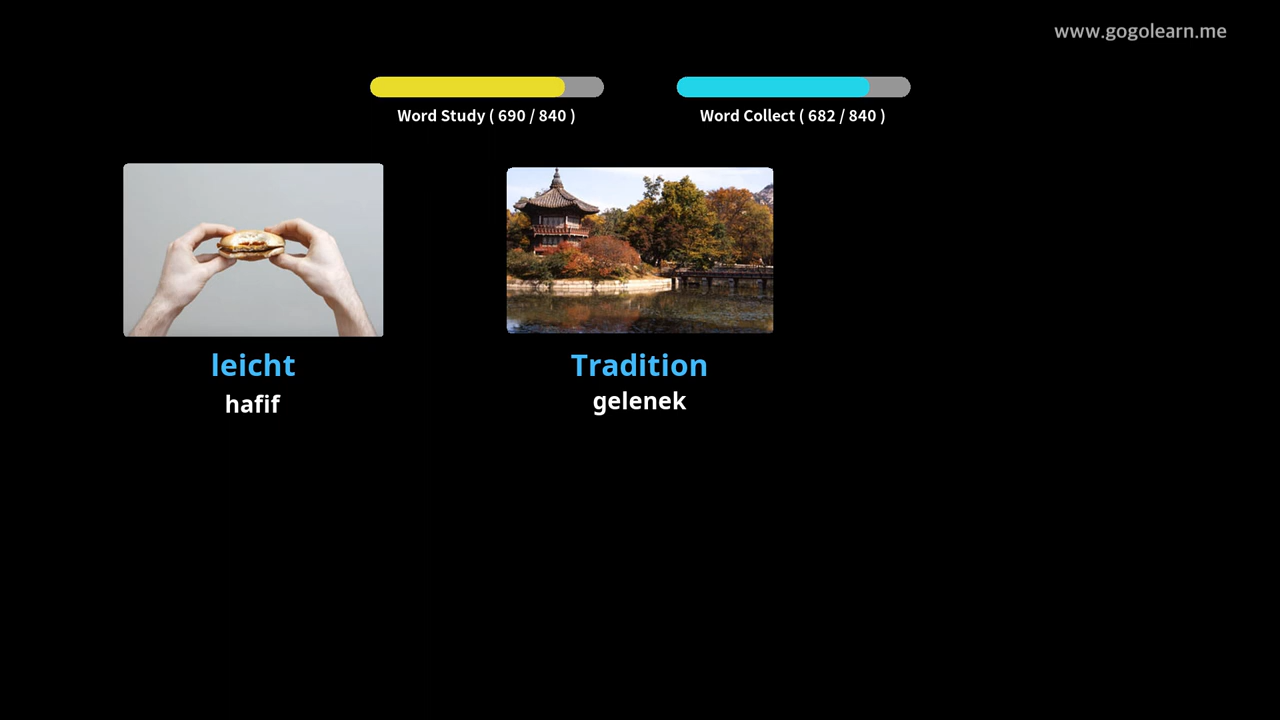 www.gogolearn.me
Word Study ( 690 / 840 )
Word Collect ( 682 / 840 )
leicht
hafif
Tradition
gelenek